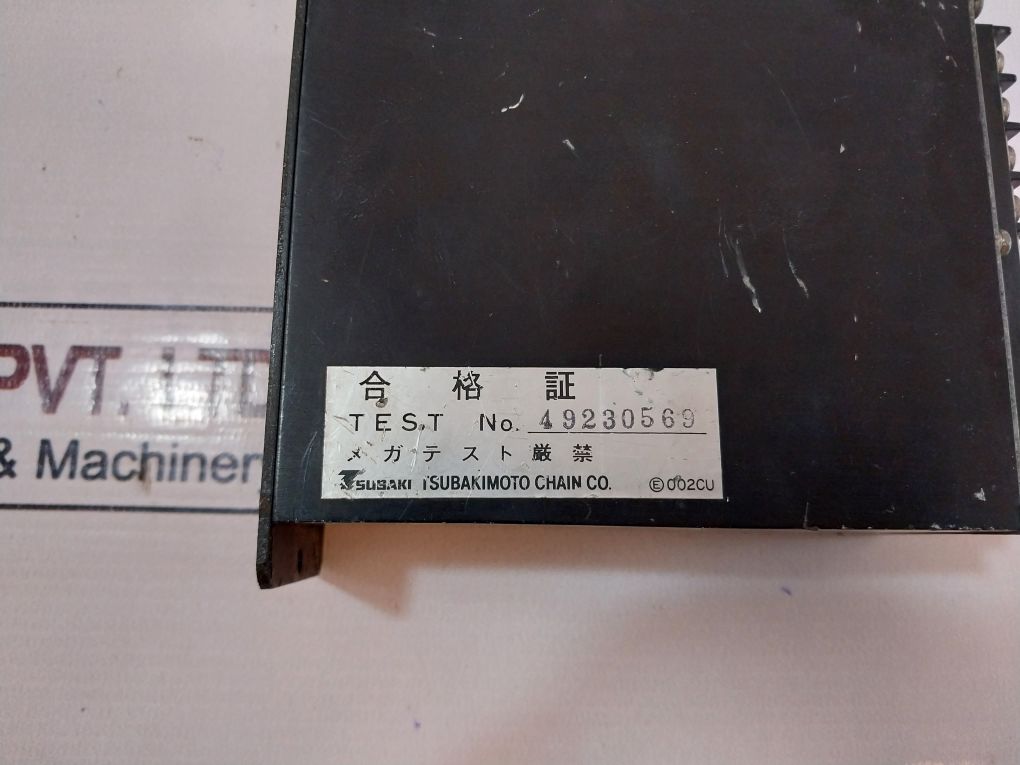 PVT. LTD
& Machiner
合格証
TEST No. 49230569
メガテスト厳禁
TSUBAKI TSUBAKIMOTO CHAIN CO. Ⓔ002CU